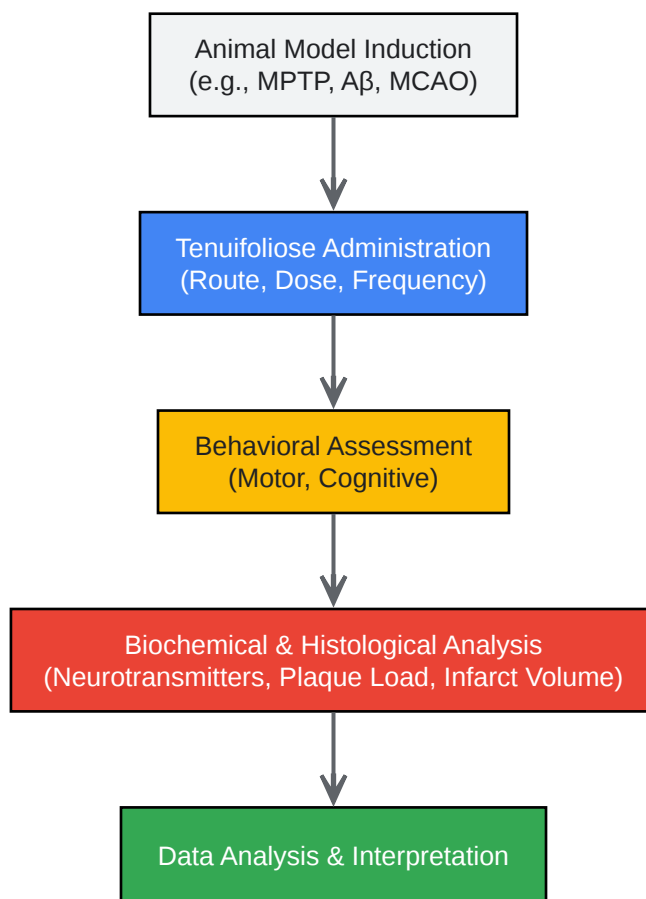 Animal Model Induction
(e.g., MPTP, Aβ, MCAO)
Tenuifoliose Administration
(Route, Dose, Frequency)
Behavioral Assessment
(Motor, Cognitive)
Biochemical & Histological Analysis
(Neurotransmitters, Plaque Load, Infarct Volume)
Data Analysis & Interpretation